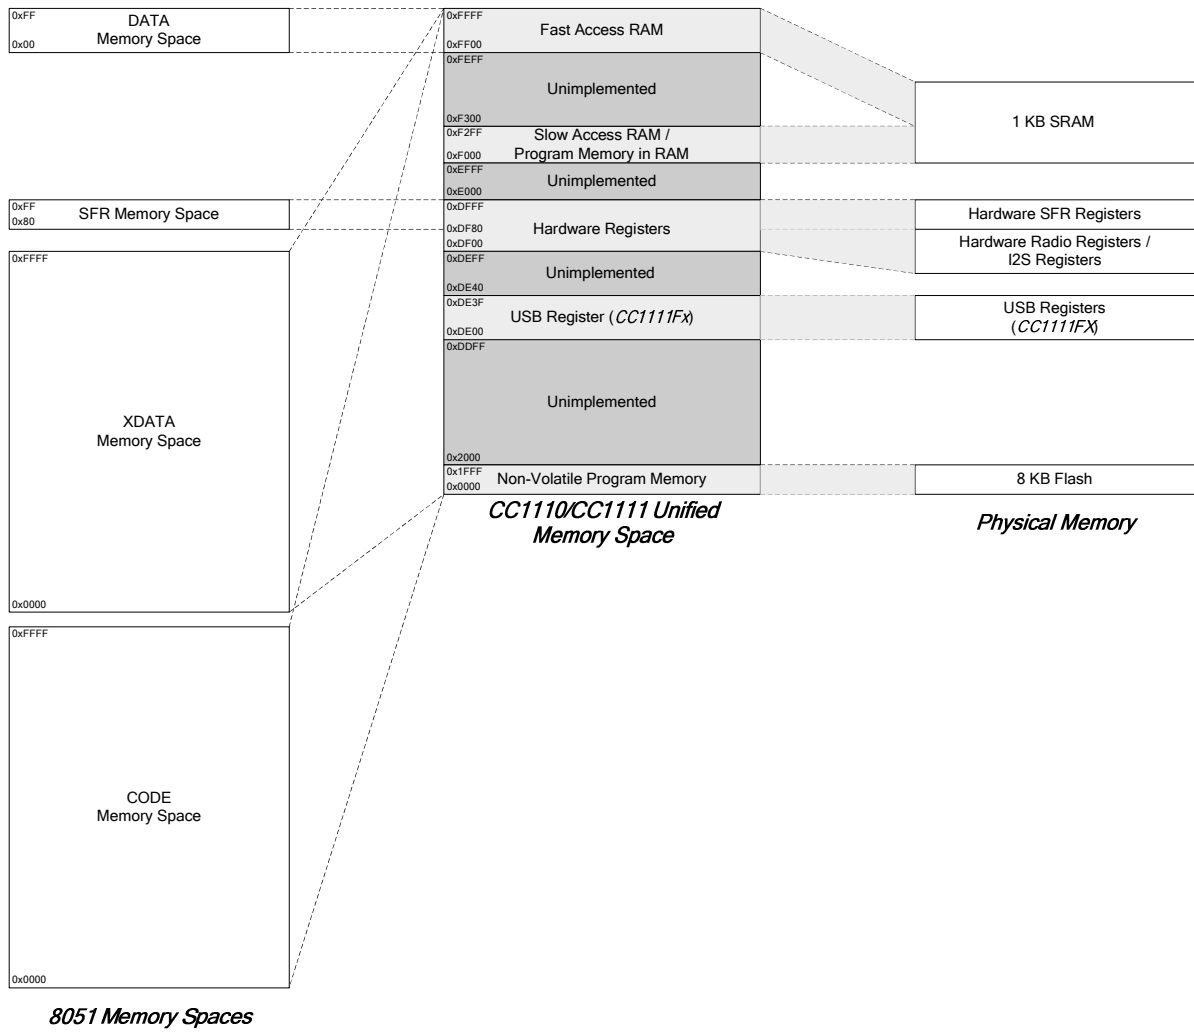 0xFF
DATA
Memory Space
0x00
0xFF
SFR Memory Space
0x80
0xFFFF
XDATA
Memory Space
0x0000
0xFFFF
CODE
Memory Space
0x0000
8051 Memory Spaces
0xFFFF
Fast Access RAM
0xFF00
0xFEFF
Unimplemented
0xF300
0xF2FF
Slow Access RAM /
Program Memory in RAM
0xF000
0xEFFF
Unimplemented
0xE000
0xDFFF
Hardware Registers
0xDF80
0xDF00
0xDEFF
Unimplemented
0xDE40
0xDE3F
USB Register (CC1111Fx)
0xDE00
0xDDFF
Unimplemented
0x2000
0x1FFF
Non-Volatile Program Memory
0x0000
CC1110/CC1111 Unified
Memory Space
1 KB SRAM
Hardware SFR Registers
Hardware Radio Registers /
I2S Registers
USB Registers
(CC1111FX)
8 KB Flash
Physical Memory